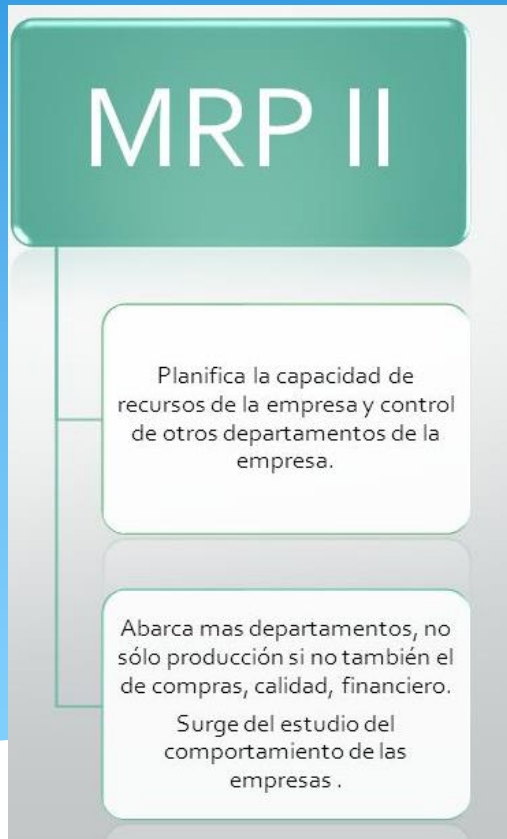 MRP II
Planifica la capacidad de
recursos de la empresa y control
de otros departamentos de la
empresa.
Abarca mas departamentos, no
sólo producción si no también el
de compras, calidad, financiero.
Surge del estudio del
comportamiento de las
empresas .